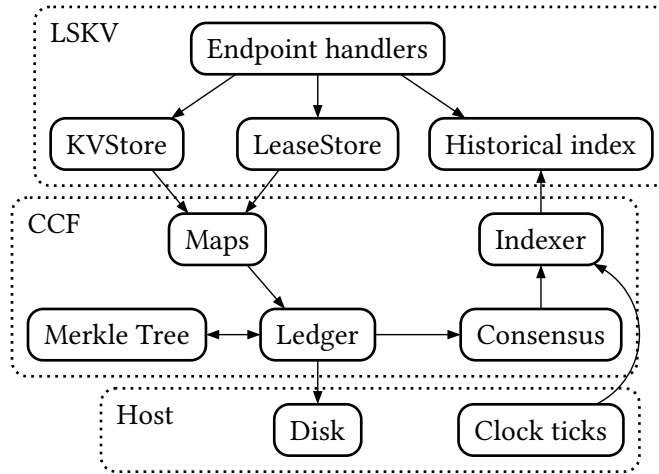 LSKV
Endpoint handlers
KVStore
LeaseStore
Historical index
CCF
Maps
Indexer
Merkle Tree
Ledger
Consensus
Host
Disk
Clock ticks